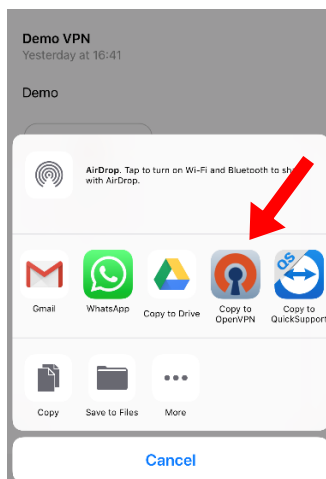 Demo VPN
Yesterday at 16:41
Demo
AirDrop. Tap to turn on Wi-Fi and Bluetooth to
with AirDrop.
QS
Gmail
WhatsApp
Copy to Drive
Copy to
OpenVPN
Copy to
QuickSupport
Copy
Save to Files
More
Cancel